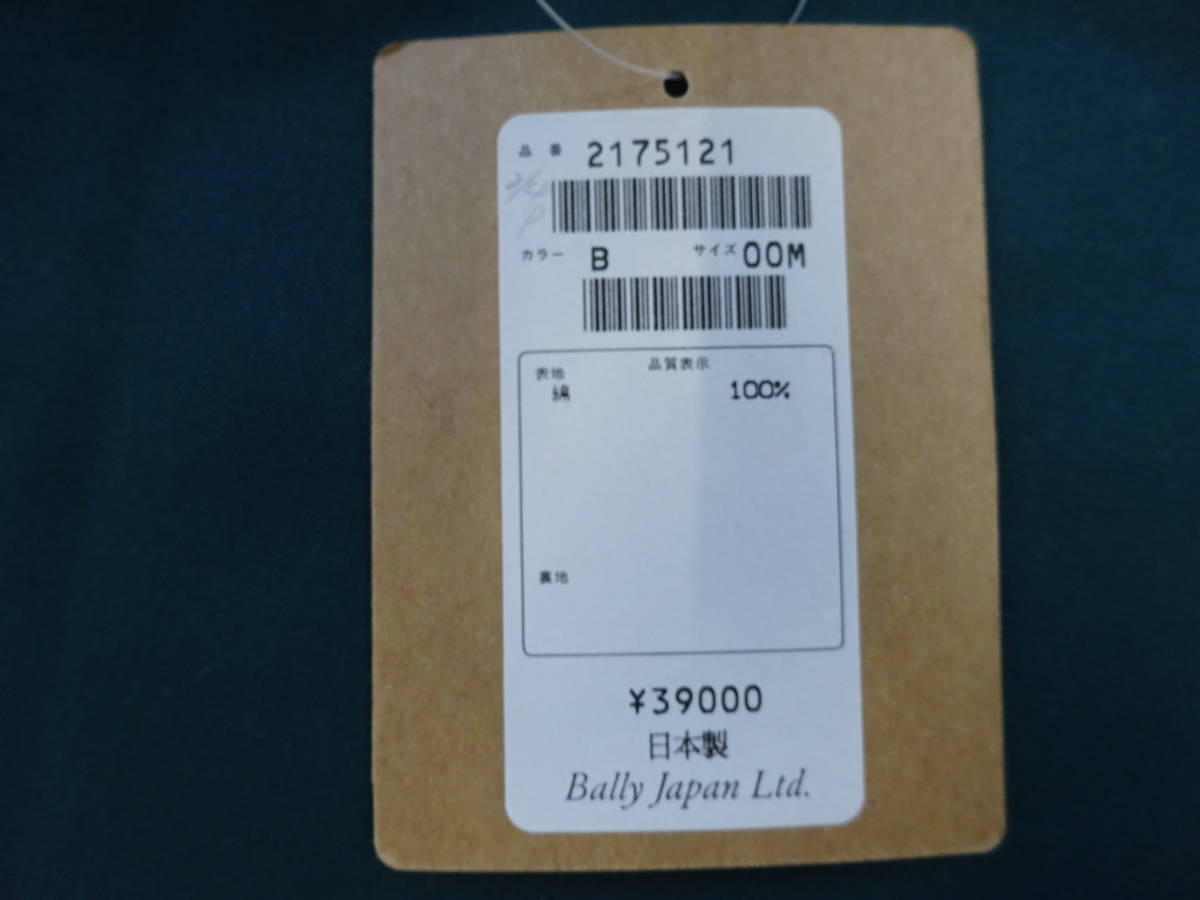 品番 2175121
カラー B サイズ 00M
品質表示
表地
綿 100%
裏地
¥39000
日本製
Bally Japan Ltd.